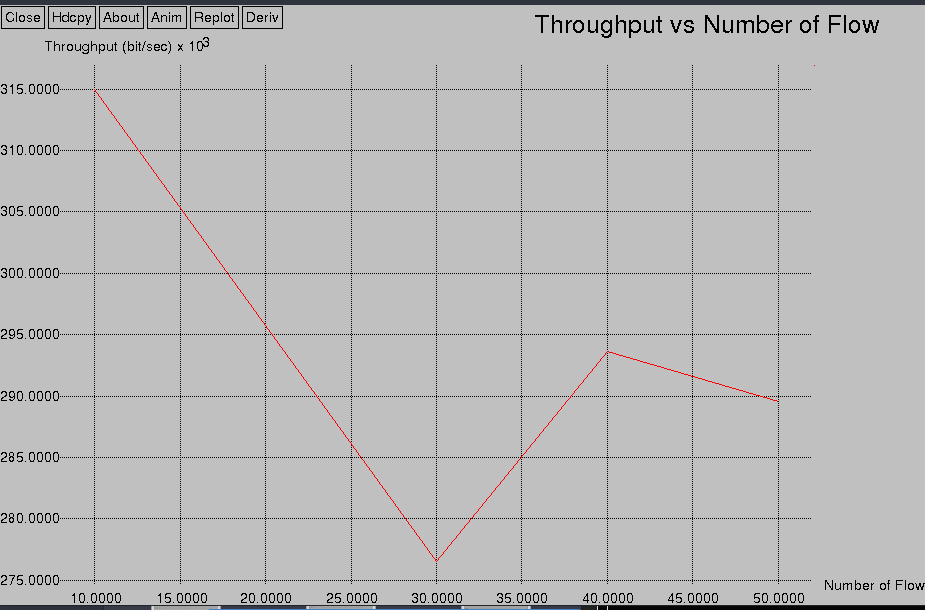 Close Hdcpy About Anim Replot Deriv
Throughput vs Number of Flow
Throughput (bit/sec) x 10³
315.0000
310.0000
305.0000
300.0000
295.0000
290.0000
285.0000
280.0000
275.0000
Number of Flow
10.0000 15.0000 20.0000 25.0000 30.0000 35.0000 40.0000 45.0000 50.0000